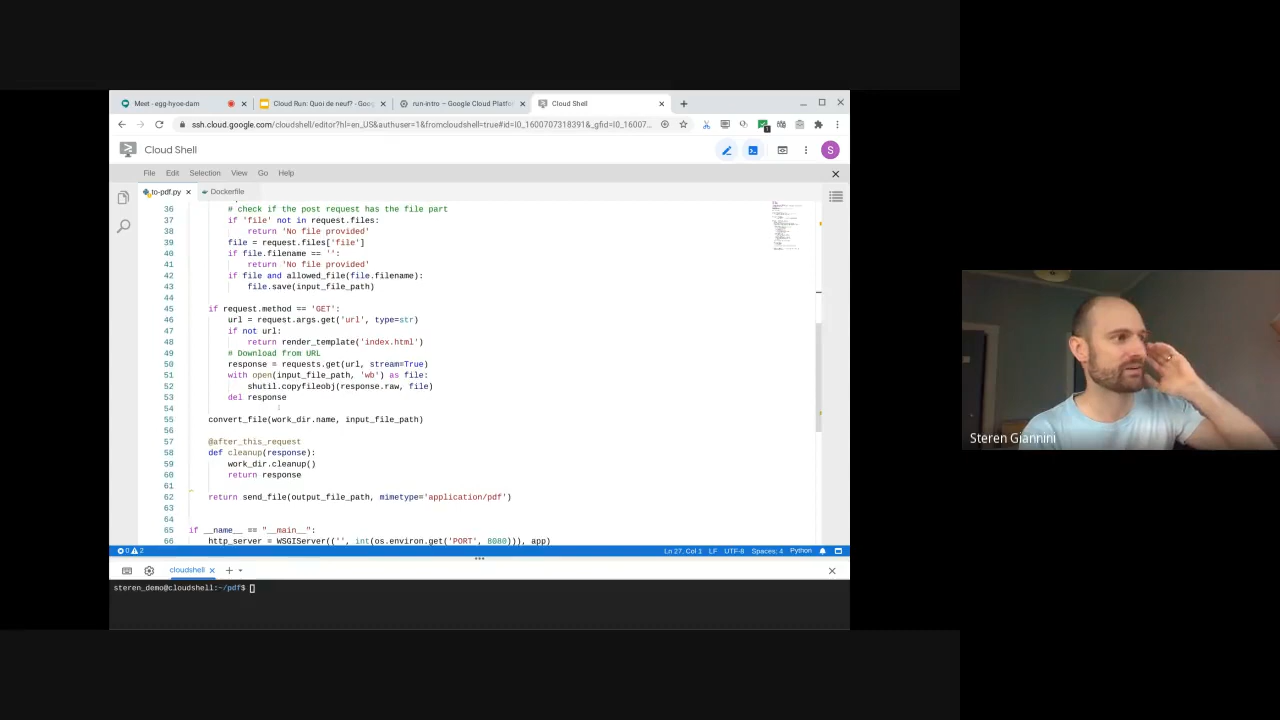 Meet - egg-hyoe-dam
Cloud Run: Quoi de neuf? - Goog
run-intro – Google Cloud Platfo
Cloud Shell
ssh.cloud.google.com/cloudshell/editor?hl=en_US&authuser=1&fromcloudshell=true#id=I0_1600707318391&_gfid=I0_16007...
Cloud Shell
S
File Edit Selection View Go Help
to-pdf.py
Dockerfile
36 # check if the post request has the file part
37 if 'file' not in request.files:
38 return 'No file provided'
39 file = request.files['file']
40 if file.filename == '':
41 return 'No file provided'
42 if file and allowed_file(file.filename):
43 file.save(input_file_path)
44
45 if request.method == 'GET':
46 url = request.args.get('url', type=str)
47 if not url:
48 return render_template('index.html')
49 # Download from URL
50 response = requests.get(url, stream=True)
51 with open(input_file_path, 'wb') as file:
52 shutil.copyfileobj(response.raw, file)
53 del response
54
55 convert_file(work_dir.name, input_file_path)
56
57 @after_this_request
58 def cleanup(response):
59 work_dir.cleanup()
60 return response
61
62 return send_file(output_file_path, mimetype='application/pdf')
63
64
65 if __name__ == "__main__":
66 http_server = WSGIServer(('', int(os.environ.get('PORT', 8080))), app)
0 2 Ln 27, Col 1 LF UTF-8 Spaces: 4 Python
cloudshell
steren_demo@cloudshell:~/pdf$
Steren Giannini